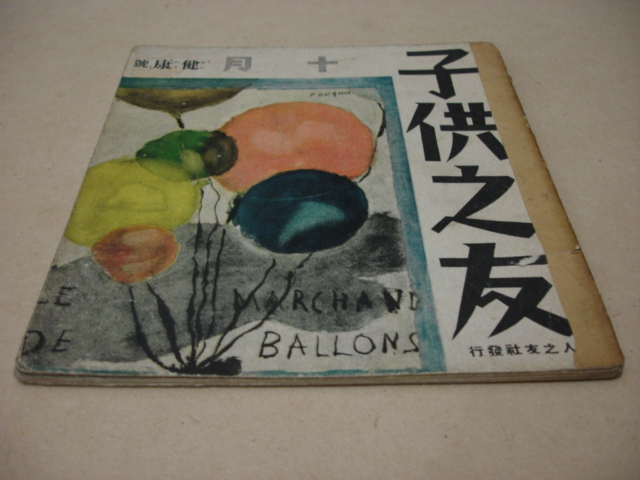 子供之友
十月
健康號
LE MARCHAND
DE BALLONS
人之友社發行